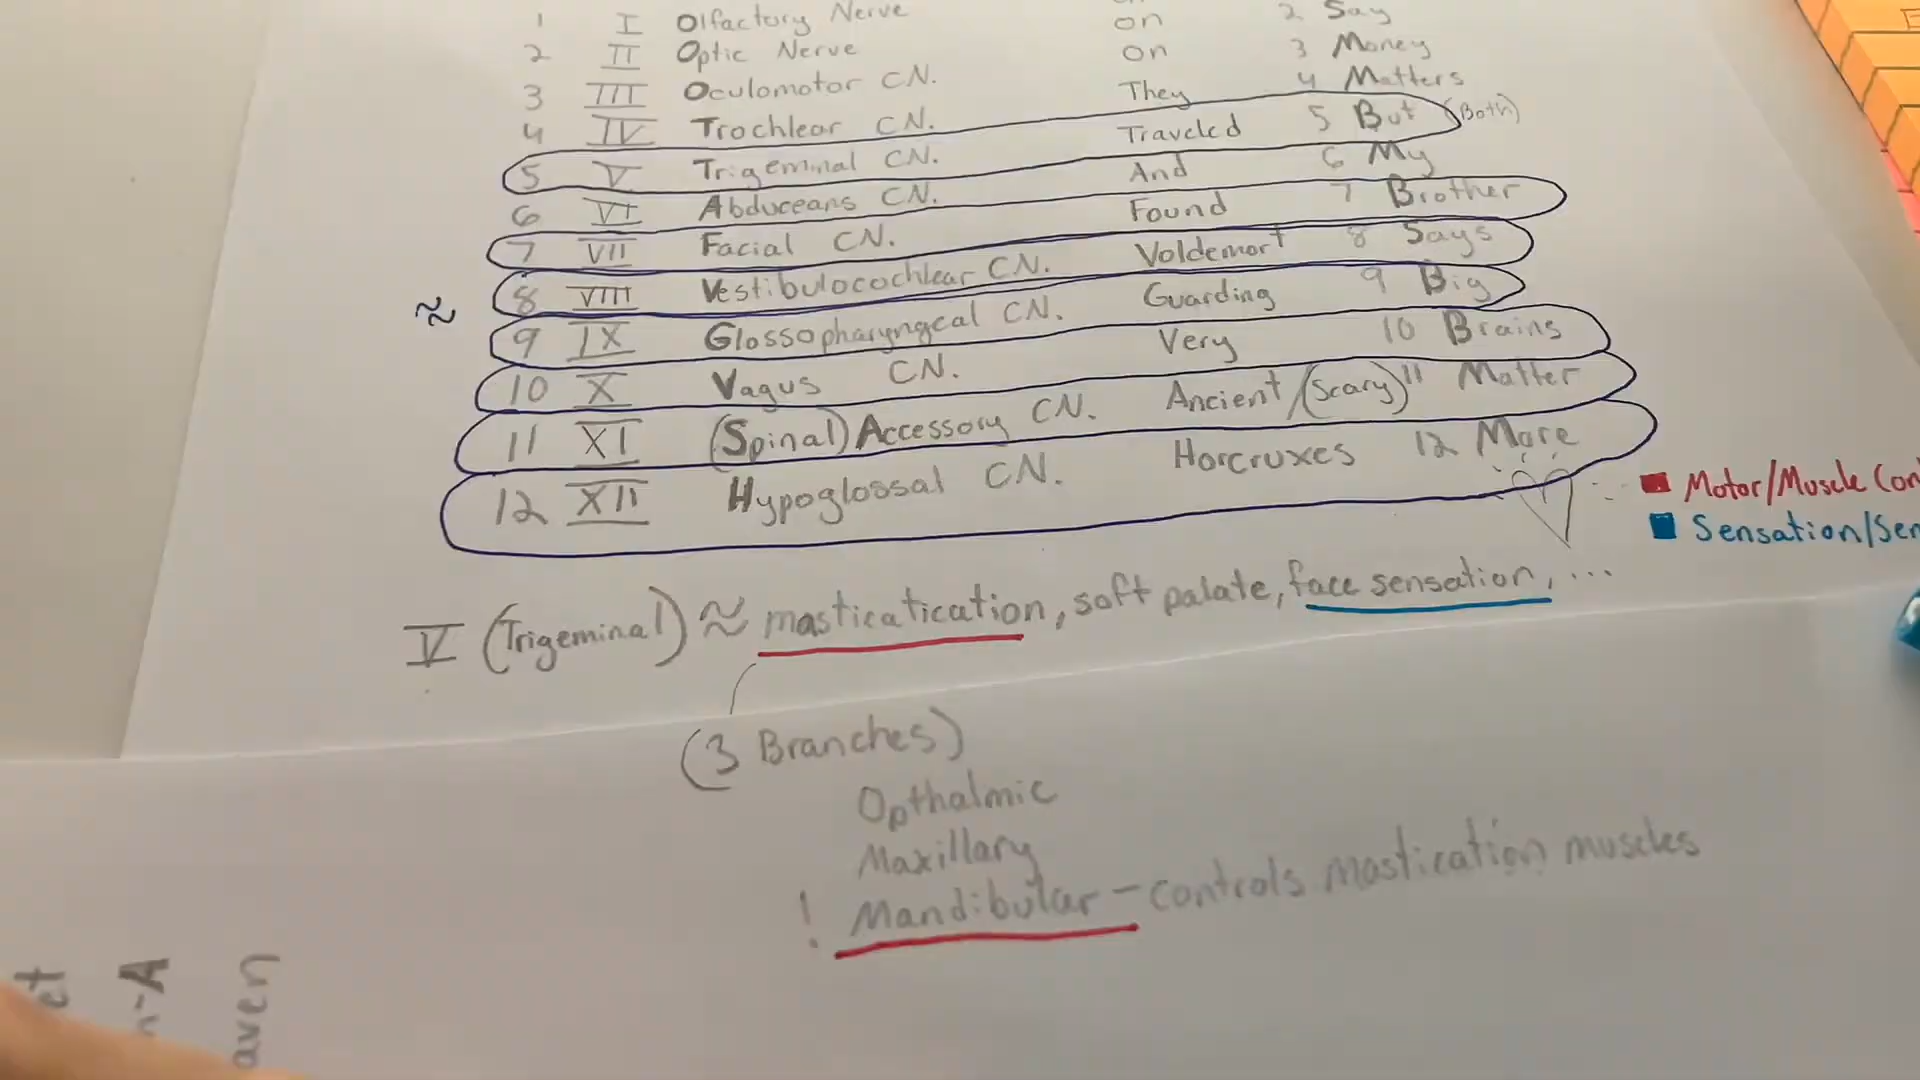 1 I Olfactory Nerve on 2 Say
2 II Optic Nerve on 3 Money
3 III Oculomotor CN. They 4 Matters
4 IV Trochlear CN. Traveled 5 But (Both)
5 V Trigeminal CN. And 6 My
6 VI Abduceans CN. Found 7 Brother
7 VII Facial CN. Voldemort 8 Says
8 VIII Vestibulocochlear CN. Guarding 9 Big
≈ 9 IX Glossopharyngeal CN. Very 10 Brains
10 X Vagus CN. Ancient/(Scary) 11 Matter
11 XI (Spinal) Accessory CN. Horcruxes 12 More
12 XII Hypoglossal CN.
Motor/Muscle Con
Sensation/Sen
V (Trigeminal) ≈ masticatication, soft palate, face sensation, ...
(3 Branches)
Opthalmic
Maxillary
! Mandibular - controls mastication muscles
et
n-A
aven